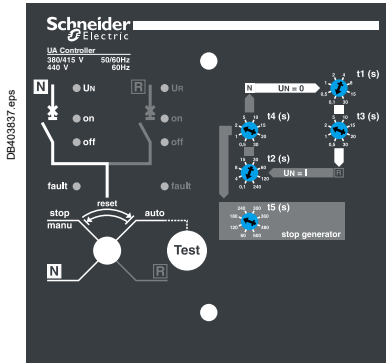 Schneider
Electric
UA Controller
380/415 V 50/60Hz
440 V 60Hz
N UN R UR
on on
off off
fault fault
reset
stop auto
manu
Test
N R
t1 (s)
N UN = 0
t4 (s) t3 (s)
t2 (s)
UN = I R
t5 (s)
stop generator
DB403837.eps